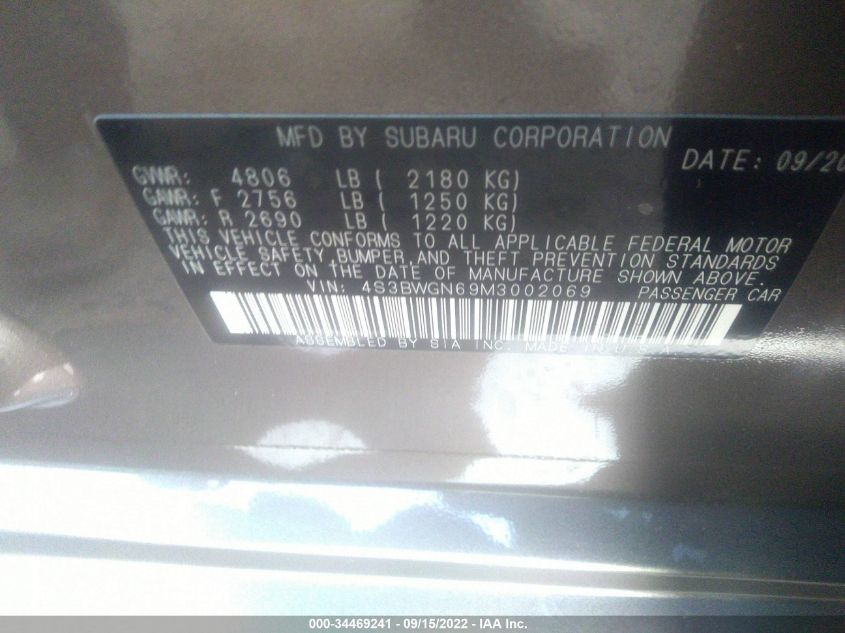 MFD BY SUBARU CORPORATION
DATE: 09/20
GVWR: 4806 LB ( 2180 KG)
GAWR: F 2756 LB ( 1250 KG)
GAWR: R 2690 LB ( 1220 KG)
THIS VEHICLE CONFORMS TO ALL APPLICABLE FEDERAL MOTOR
VEHICLE SAFETY,BUMPER,AND THEFT PREVENTION STANDARDS
IN EFFECT ON THE DATE OF MANUFACTURE SHOWN ABOVE.
VIN: 4S3BWGN69M3002069 PASSENGER CAR
ASSEMBLED BY SIA INC. MADE IN U.S.A
000-34469241 - 09/15/2022 - IAA Inc.